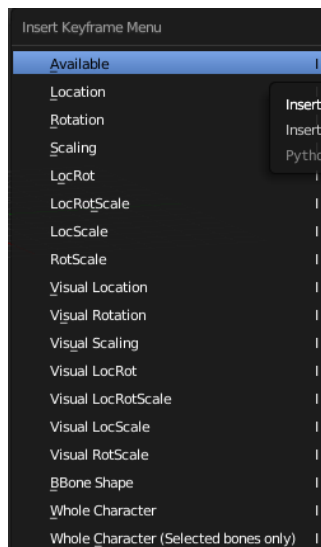 Insert Keyframe Menu
Available I
Location
Insert
Rotation
Insert
Scaling
Pytho
LocRot I
LocRotScale I
LocScale I
RotScale I
Visual Location I
Visual Rotation I
Visual Scaling I
Visual LocRot I
Visual LocRotScale I
Visual LocScale I
Visual RotScale I
BBone Shape I
Whole Character I
Whole Character (Selected bones only) I